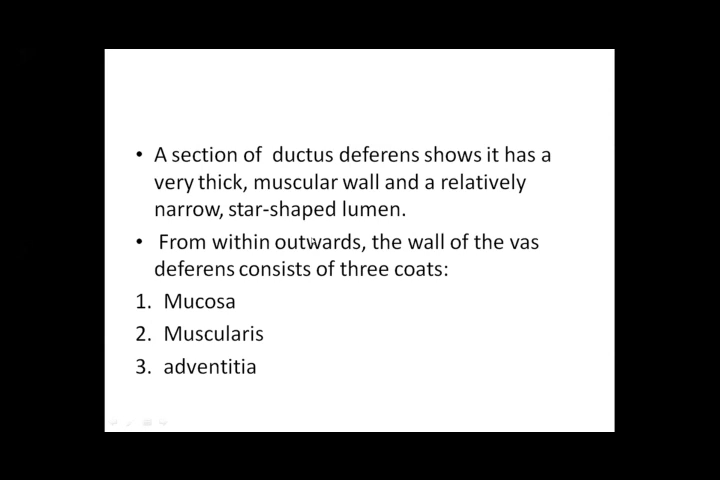 • A section of  ductus deferens shows it has a
very thick, muscular wall and a relatively
narrow, star-shaped lumen.
•  From within outwards, the wall of the vas
deferens consists of three coats:
1. Mucosa
2. Muscularis
3. adventitia